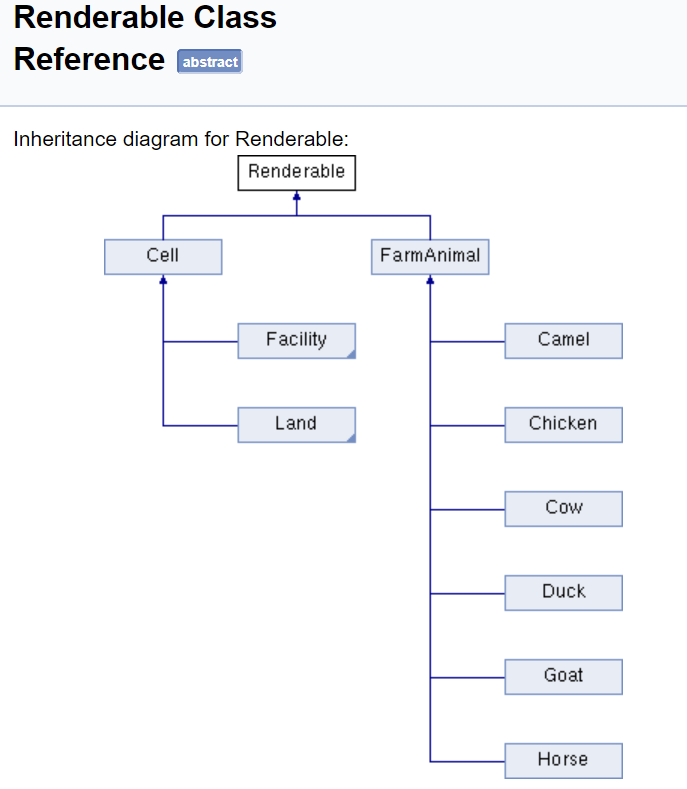 Renderable Class
Reference abstract
Inheritance diagram for Renderable:
Renderable
Cell
FarmAnimal
Facility
Camel
Land
Chicken
Cow
Duck
Goat
Horse